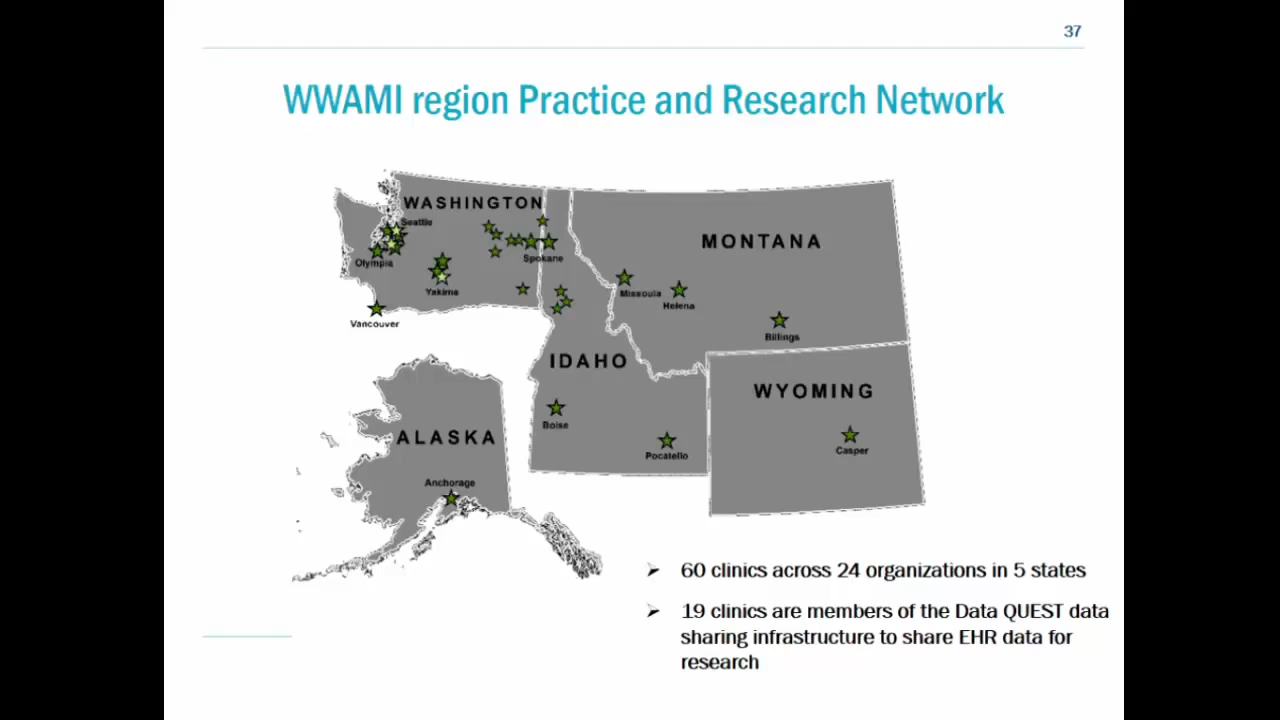 37
WWAMI region Practice and Research Network
WASHINGTON
Seattle
MONTANA
Olympia
Spokane
Yakima
Missoula
Helena
Vancouver
Billings
IDAHO
WYOMING
Boise
ALASKA
Pocatello
Casper
Anchorage
➢ 60 clinics across 24 organizations in 5 states
➢ 19 clinics are members of the Data QUEST data
sharing infrastructure to share EHR data for
research